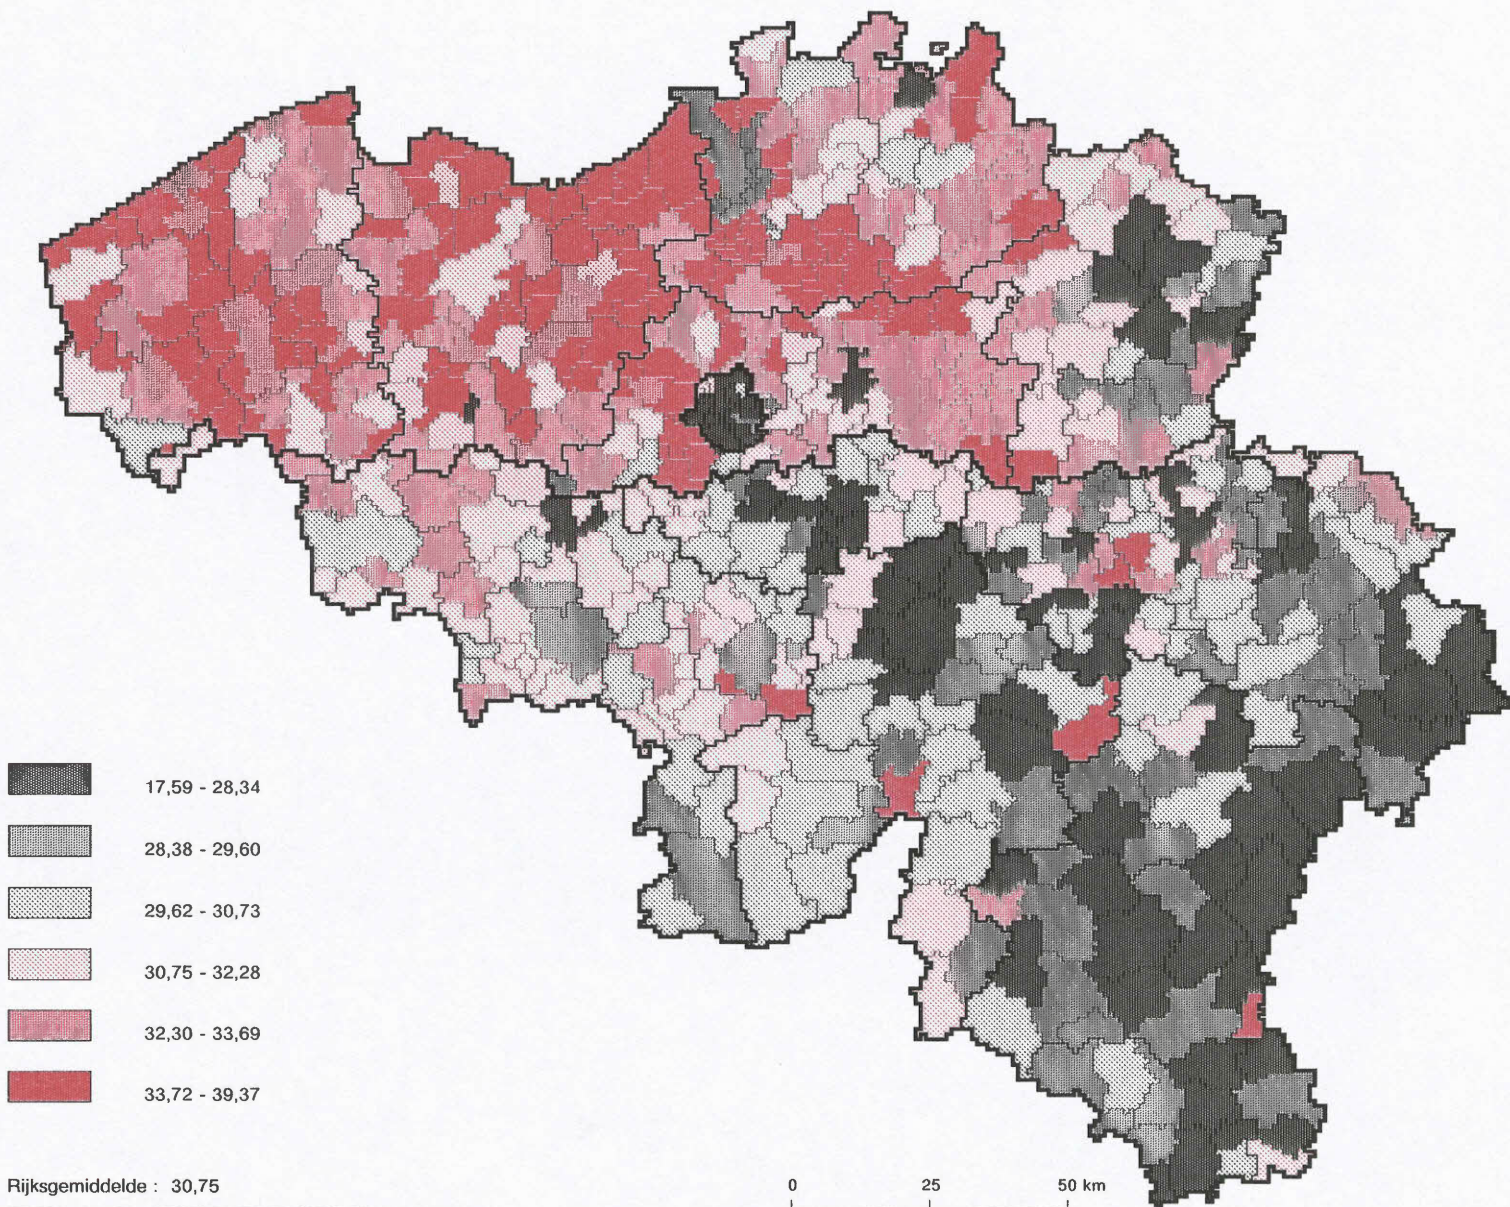 17,59 - 28,34
28,38 - 29,60
29,62 - 30,73
30,75 - 32,28
32,30 - 33,69
33,72 - 39,37
Rijksgemiddelde : 30,75
0 25 50 km